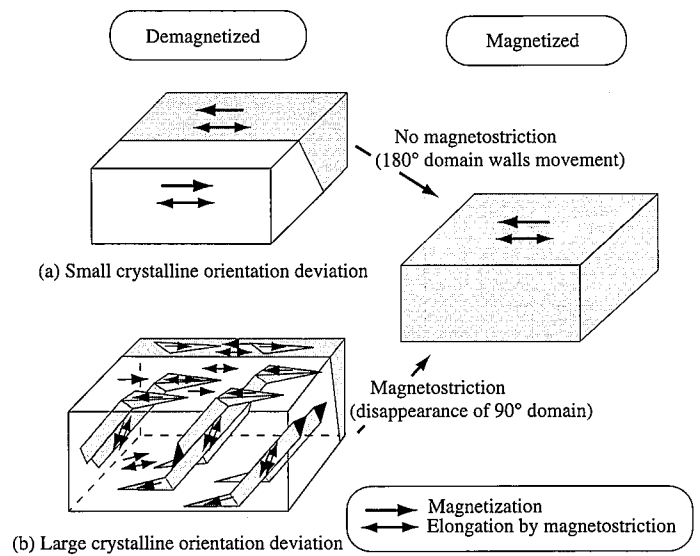 Demagnetized
Magnetized
No magnetostriction
(180° domain walls movement)
(a) Small crystalline orientation deviation
Magnetostriction
(disappearance of 90° domain)
Magnetization
Elongation by magnetostriction
(b) Large crystalline orientation deviation